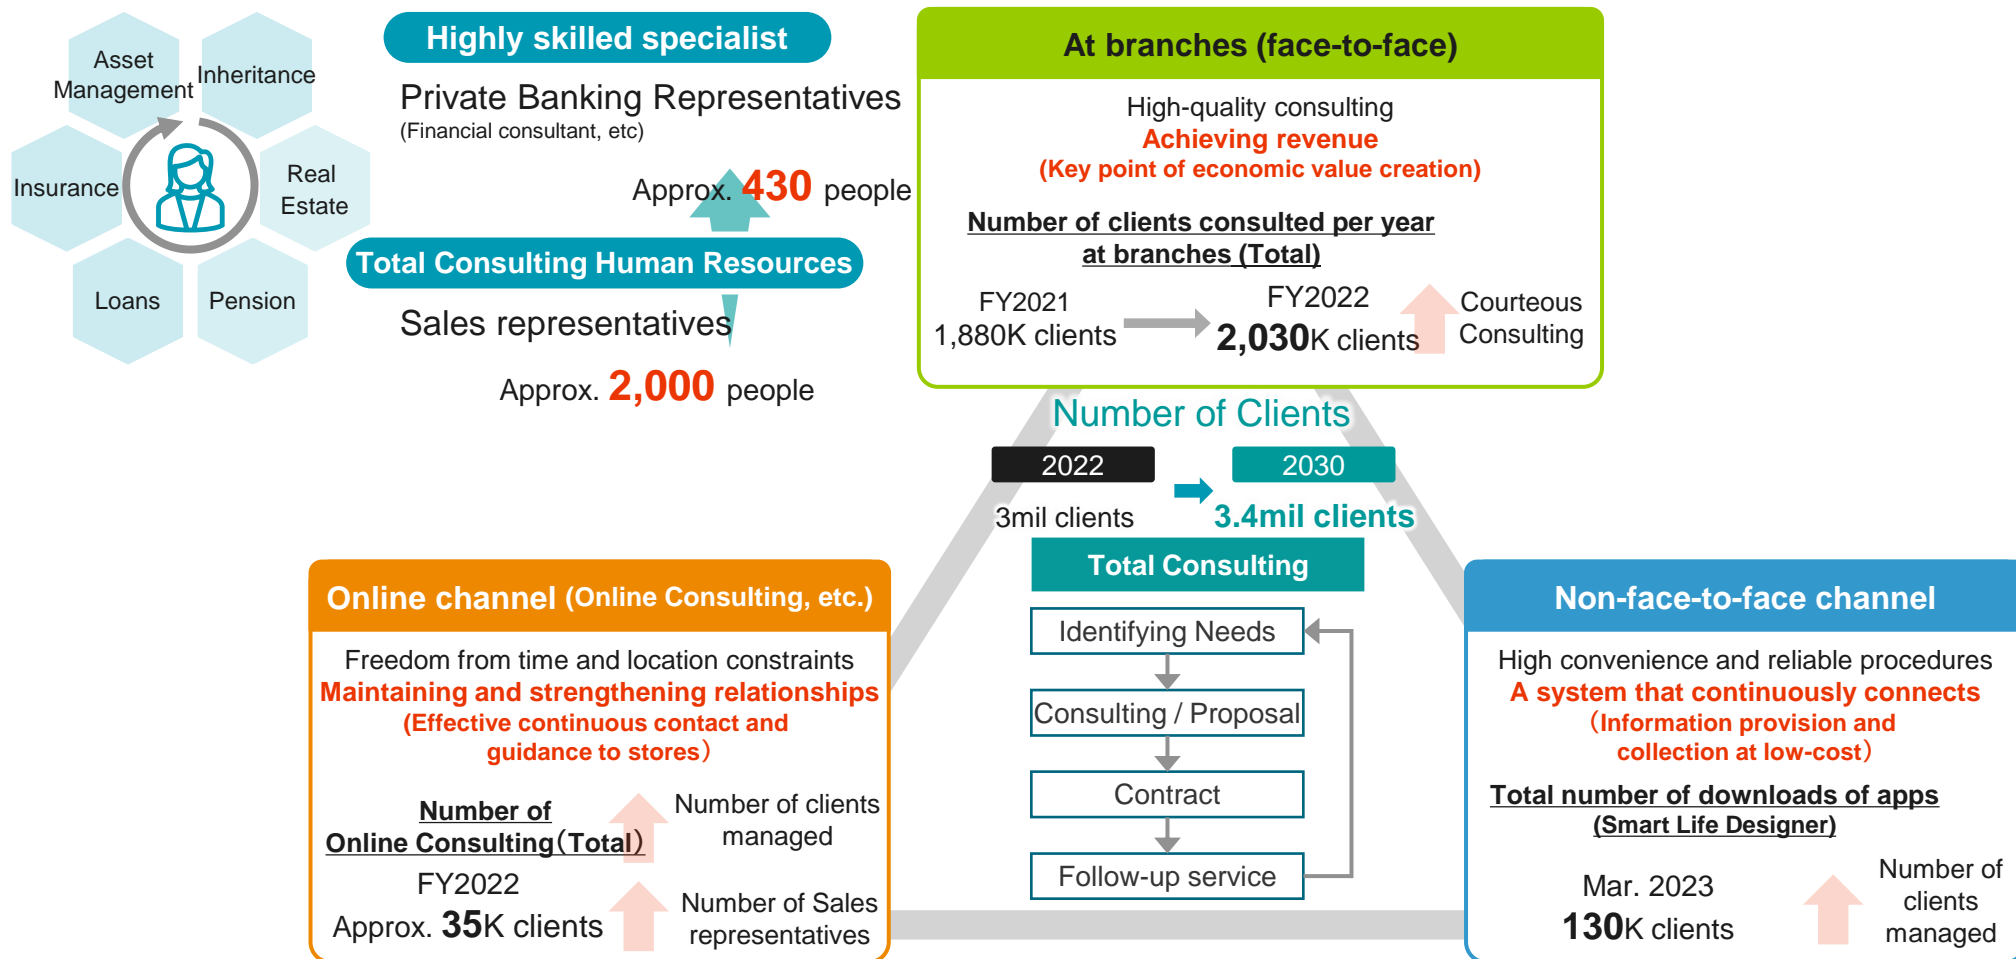 Asset
Management
Inheritance
Insurance
Real
Estate
Loans
Pension
Highly skilled specialist
Private Banking Representatives
(Financial consultant, etc)
Approx. 430 people
Total Consulting Human Resources
Sales representatives
Approx. 2,000 people
At branches (face-to-face)
High-quality consulting
Achieving revenue
(Key point of economic value creation)
Number of clients consulted per year
at branches (Total)
FY2021
1,880K clients
FY2022
2,030K clients
Courteous
Consulting
Number of Clients
2022
2030
3mil clients
3.4mil clients
Total Consulting
Identifying Needs
Consulting / Proposal
Contract
Follow-up service
Online channel (Online Consulting, etc.)
Freedom from time and location constraints
Maintaining and strengthening relationships
(Effective continuous contact and
guidance to stores）
Number of
Online Consulting（Total）
FY2022
Approx. 35K clients
Number of clients
managed
Number of Sales
representatives
Non-face-to-face channel
High convenience and reliable procedures
A system that continuously connects
（Information provision and
collection at low-cost）
Total number of downloads of apps
(Smart Life Designer)
Mar. 2023
130K clients
Number of
clients
managed